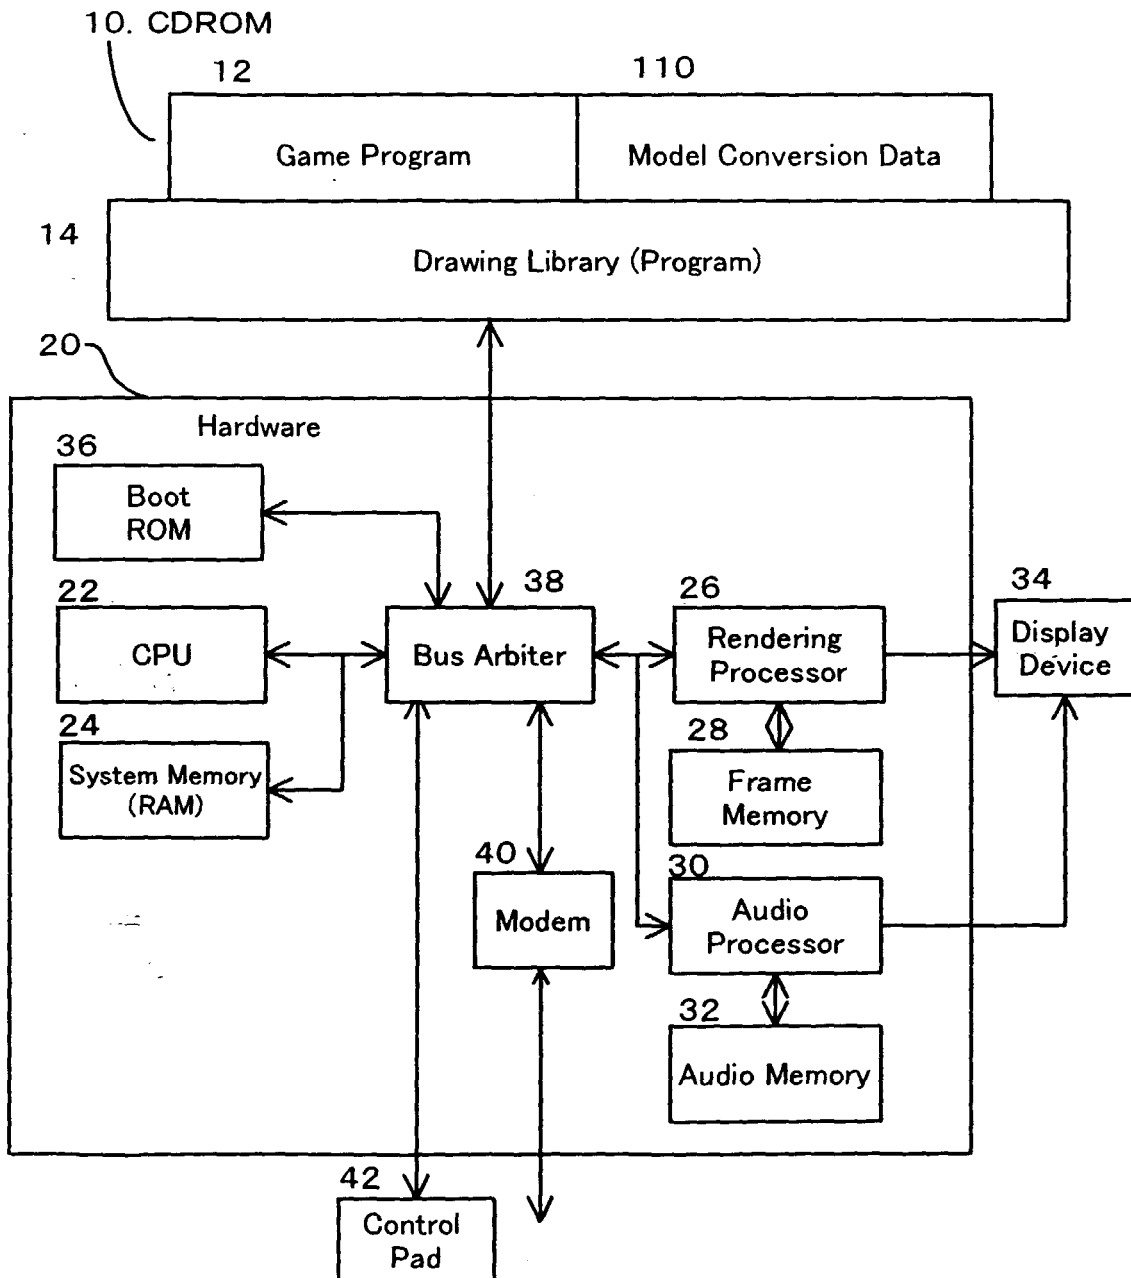 10. CDROM
12
110
Game Program
Model Conversion Data
14
Drawing Library (Program)
20
Hardware
36
Boot
ROM
22
CPU
38
Bus Arbiter
26
Rendering
Processor
34
Display
Device
24
System Memory
(RAM)
28
Frame
Memory
40
Modem
30
Audio
Processor
32
Audio Memory
42
Control
Pad